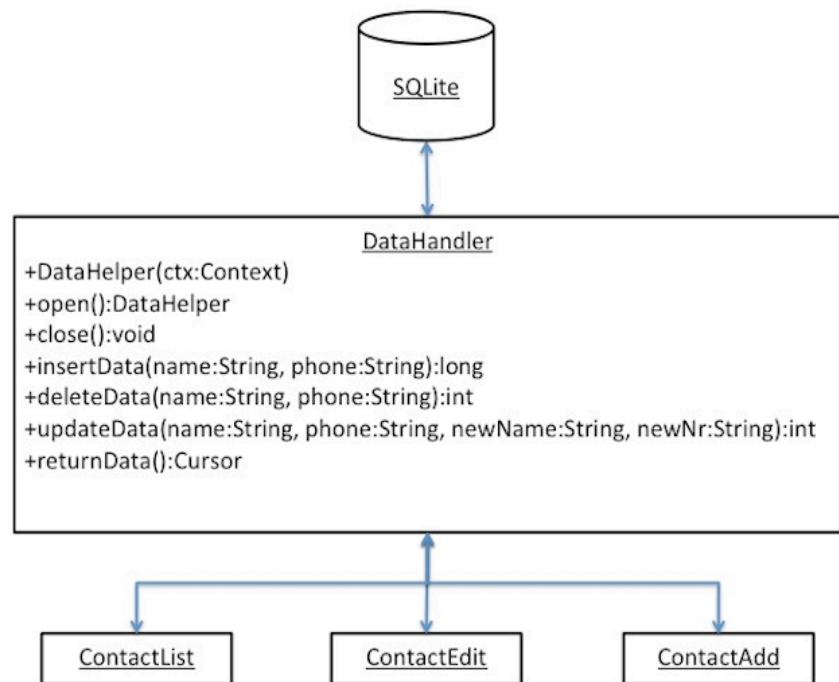 SQLite
DataHandler
+DataHelper(ctx:Context)
+open():DataHelper
+close():void
+insertData(name:String, phone:String):long
+deleteData(name:String, phone:String):int
+updateData(name:String, phone:String, newName:String, newNr:String):int
+returnData():Cursor
ContactList
ContactEdit
ContactAdd